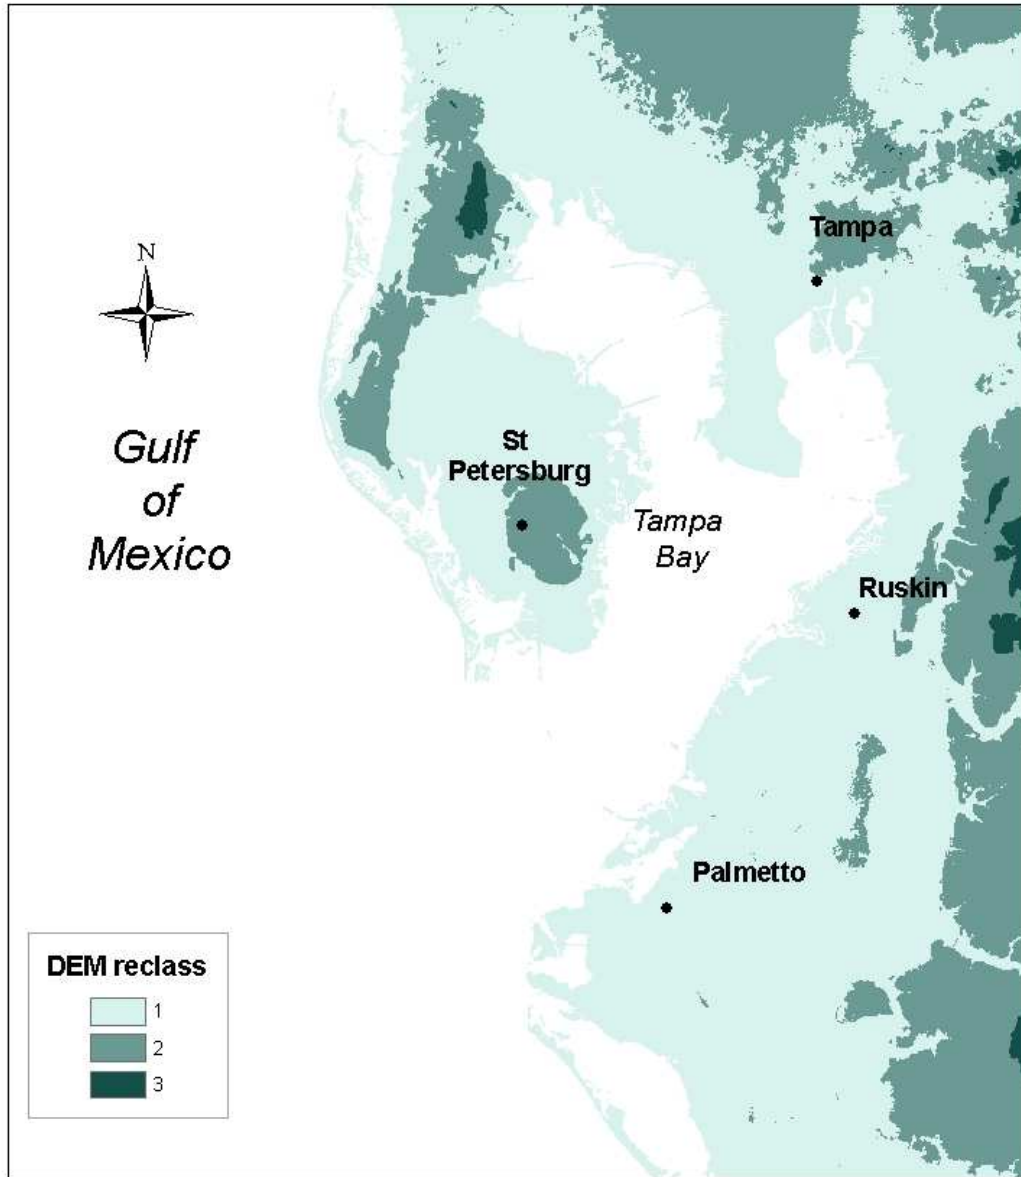 N
Tampa
Gulf
of
Mexico
St
Petersburg
Tampa
Bay
Ruskin
Palmetto
DEM reclass
1
2
3